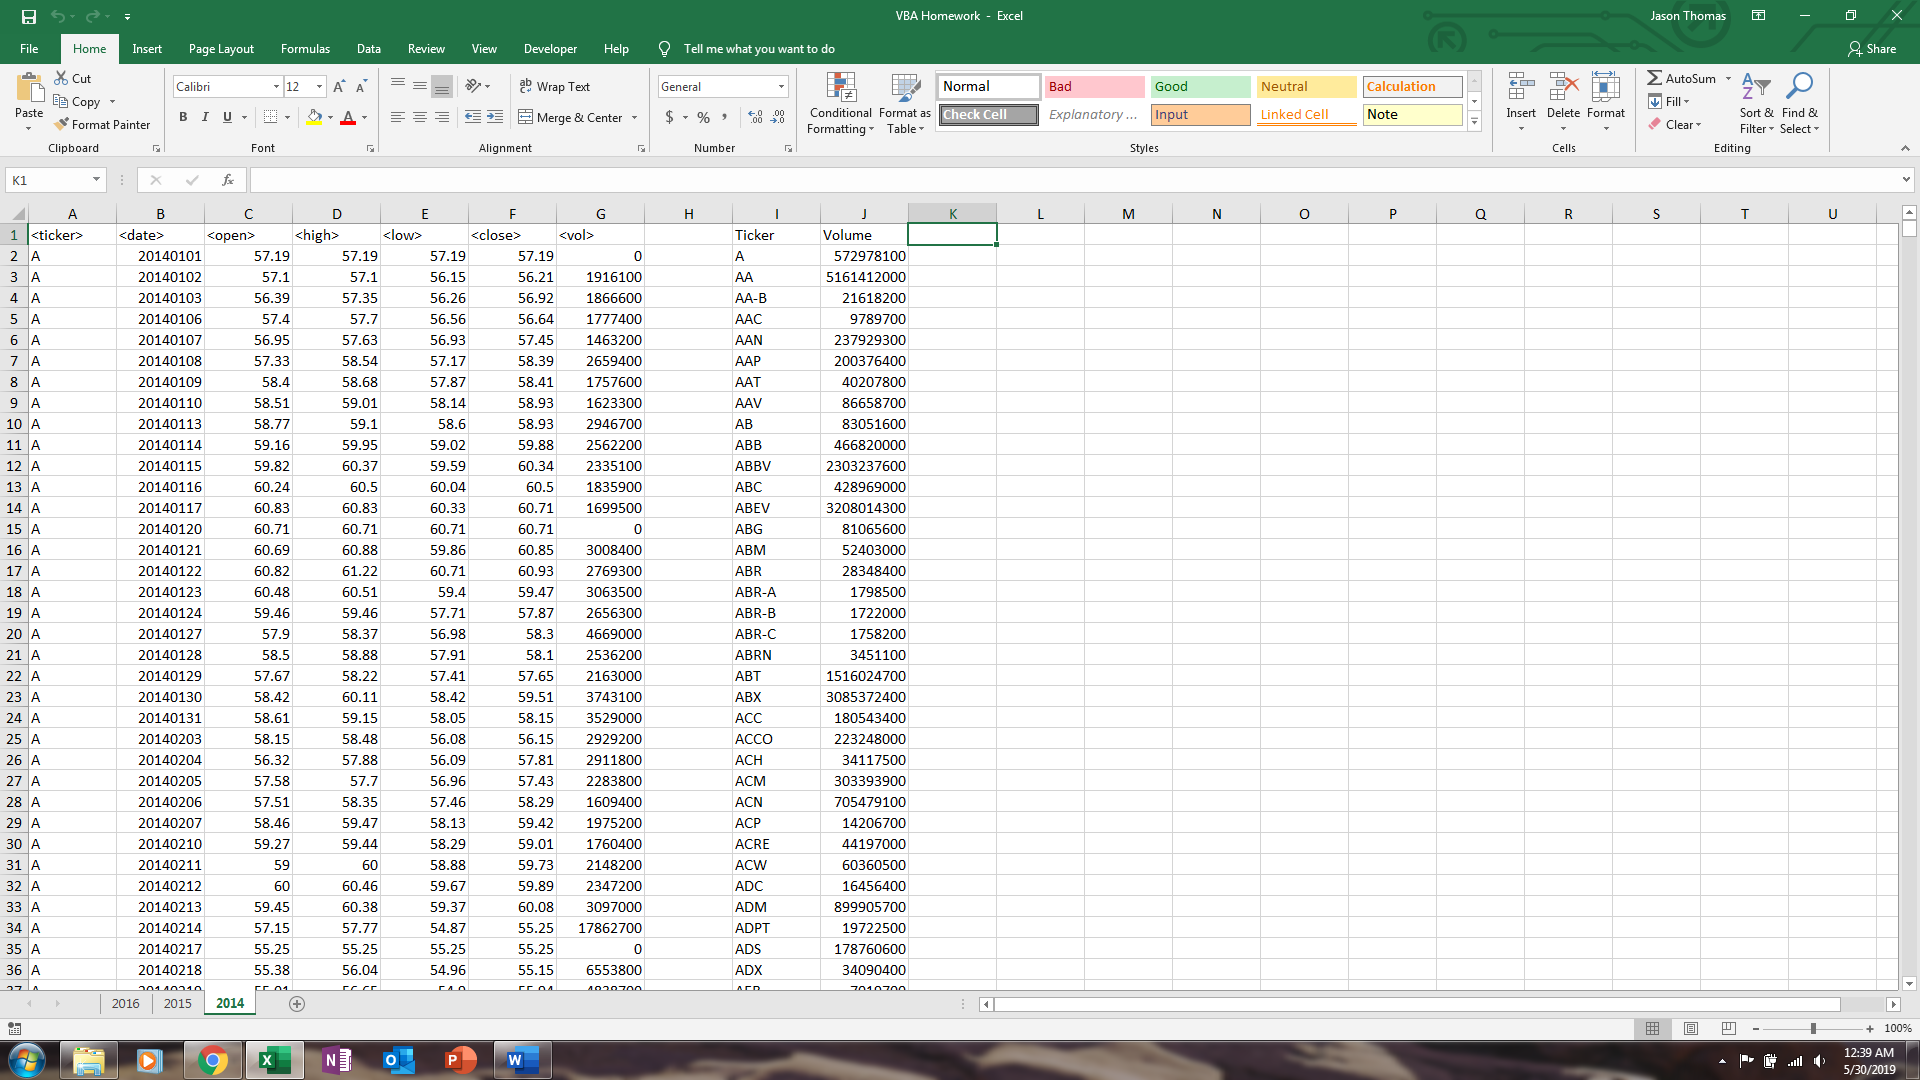 VBA Homework - Excel
Jason Thomas
File Home Insert Page Layout Formulas Data Review View Developer Help Tell me what you want to do Share
Paste Cut Copy Format Painter Clipboard
Calibri 12 A A B I U A Font
Wrap Text Merge & Center Alignment
General $ % , Number
Conditional Formatting Format as Table
Normal Bad Good Neutral Calculation
Check Cell Explanatory ... Input Linked Cell Note
Styles
Insert Delete Format Cells
AutoSum Fill Clear Sort & Filter Find & Select Editing
K1 fx
A B C D E F G H I J K L M N O P Q R S T U
1 <ticker> <date> <open> <high> <low> <close> <vol> Ticker Volume
2 A 20140101 57.19 57.19 57.19 57.19 0 A 572978100
3 A 20140102 57.1 57.1 56.15 56.21 1916100 AA 5161412000
4 A 20140103 56.39 57.35 56.26 56.92 1866600 AA-B 21618200
5 A 20140106 57.4 57.7 56.56 56.64 1777400 AAC 9789700
6 A 20140107 56.95 57.63 56.93 57.45 1463200 AAN 237929300
7 A 20140108 57.33 58.54 57.17 58.39 2659400 AAP 200376400
8 A 20140109 58.4 58.68 57.87 58.41 1757600 AAT 40207800
9 A 20140110 58.51 59.01 58.14 58.93 1623300 AAV 86658700
10 A 20140113 58.77 59.1 58.6 58.93 2946700 AB 83051600
11 A 20140114 59.16 59.95 59.02 59.88 2562200 ABB 466820000
12 A 20140115 59.82 60.37 59.59 60.34 2335100 ABBV 2303237600
13 A 20140116 60.24 60.5 60.04 60.5 1835900 ABC 428969000
14 A 20140117 60.83 60.83 60.33 60.71 1699500 ABEV 3208014300
15 A 20140120 60.71 60.71 60.71 60.71 0 ABG 81065600
16 A 20140121 60.69 60.88 59.86 60.85 3008400 ABM 52403000
17 A 20140122 60.82 61.22 60.71 60.93 2769300 ABR 28348400
18 A 20140123 60.48 60.51 59.4 59.47 3063500 ABR-A 1798500
19 A 20140124 59.46 59.46 57.71 57.87 2656300 ABR-B 1722000
20 A 20140127 57.9 58.37 56.98 58.3 4669000 ABR-C 1758200
21 A 20140128 58.5 58.88 57.91 58.1 2536200 ABRN 3451100
22 A 20140129 57.67 58.22 57.41 57.65 2163000 ABT 1516024700
23 A 20140130 58.42 60.11 58.42 59.51 3743100 ABX 3085372400
24 A 20140131 58.61 59.15 58.05 58.15 3529000 ACC 180543400
25 A 20140203 58.15 58.48 56.08 56.15 2929200 ACCO 223248000
26 A 20140204 56.32 57.88 56.09 57.81 2911800 ACH 34117500
27 A 20140205 57.58 57.7 56.96 57.43 2283800 ACM 303393900
28 A 20140206 57.51 58.35 57.46 58.29 1609400 ACN 705479100
29 A 20140207 58.46 59.47 58.13 59.42 1975200 ACP 14206700
30 A 20140210 59.27 59.44 58.29 59.01 1760400 ACRE 44197000
31 A 20140211 59 60 58.88 59.73 2148200 ACW 60360500
32 A 20140212 60 60.46 59.67 59.89 2347200 ADC 16456400
33 A 20140213 59.45 60.38 59.37 60.08 3097000 ADM 899905700
34 A 20140214 57.15 57.77 54.87 55.25 17862700 ADPT 19722500
35 A 20140217 55.25 55.25 55.25 55.25 0 ADS 178760600
36 A 20140218 55.38 56.04 54.96 55.15 6553800 ADX 34090400
2016 2015 2014
100%
12:39 AM
5/30/2019